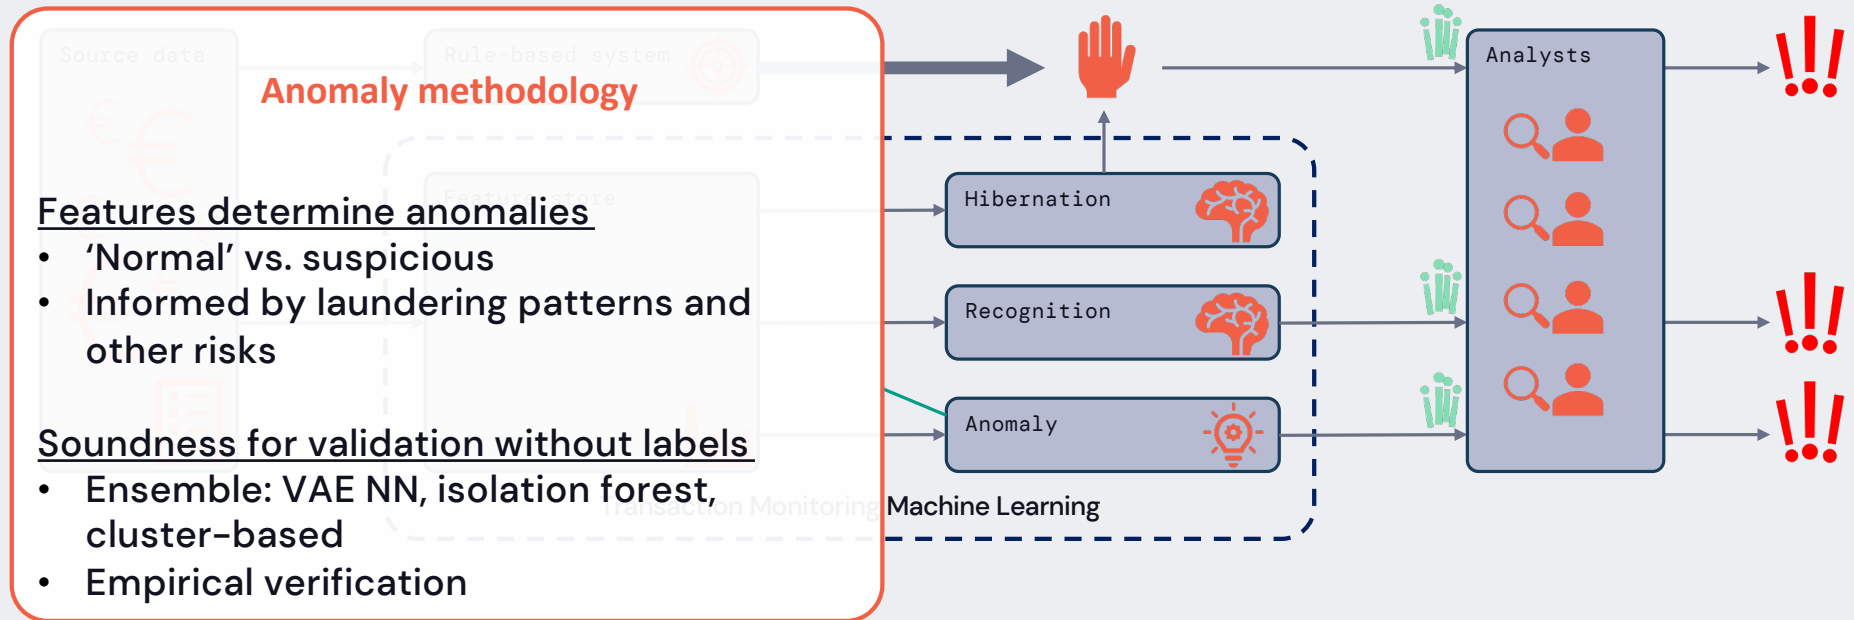 Source data
Rule-based system
Anomaly methodology
Feature store
Features determine anomalies
• ‘Normal’ vs. suspicious
• Informed by laundering patterns and
other risks
Soundness for validation without labels
• Ensemble: VAE NN, isolation forest,
cluster-based
• Empirical verification
Transaction Monitoring Machine Learning
Hibernation
Recognition
Anomaly
Analysts